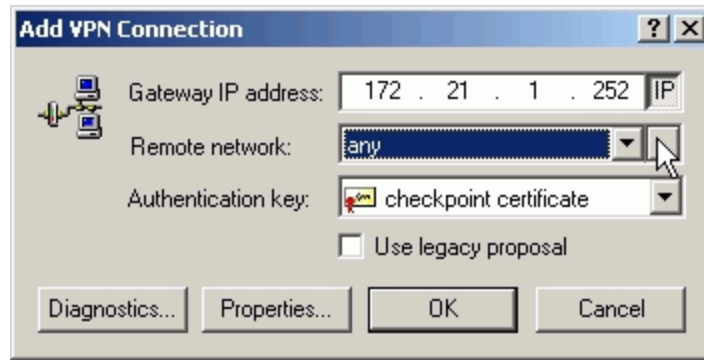 Add VPN Connection
Gateway IP address: 172 . 21 . 1 . 252 IP
Remote network: any
Authentication key: checkpoint certificate
Use legacy proposal
Diagnostics... Properties... OK Cancel